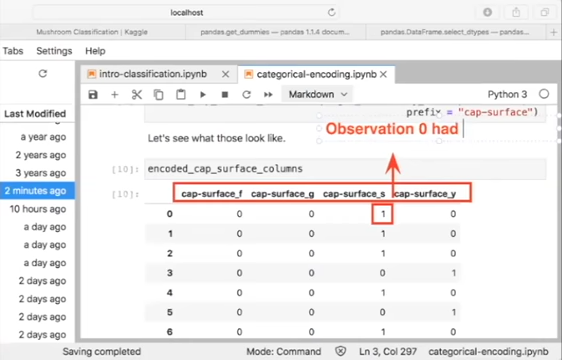 localhost
Mushroom Classification | Kaggle
pandas.get_dummies — pandas 1.1.4 docum...
pandas.DataFrame.select_dtypes — pandas...
Tabs Settings Help
intro-classification.ipynb
categorical-encoding.ipynb
Markdown
Python 3
Last Modified
a year ago
2 years ago
3 years ago
2 minutes ago
10 hours ago
a day ago
a day ago
a day ago
2 days ago
2 days ago
2 days ago
2 days ago
prefix = "cap-surface")
Let's see what those look like.
Observation 0 had
[10]: encoded_cap_surface_columns
[10]: cap-surface_f cap-surface_g cap-surface_s cap-surface_y
0 0 0 1 0
1 0 0 1 0
2 0 0 1 0
3 0 0 0 1
4 0 0 1 0
5 0 0 0 1
6 0 0 1 0
Saving completed
Mode: Command
Ln 3, Col 297
categorical-encoding.ipynb